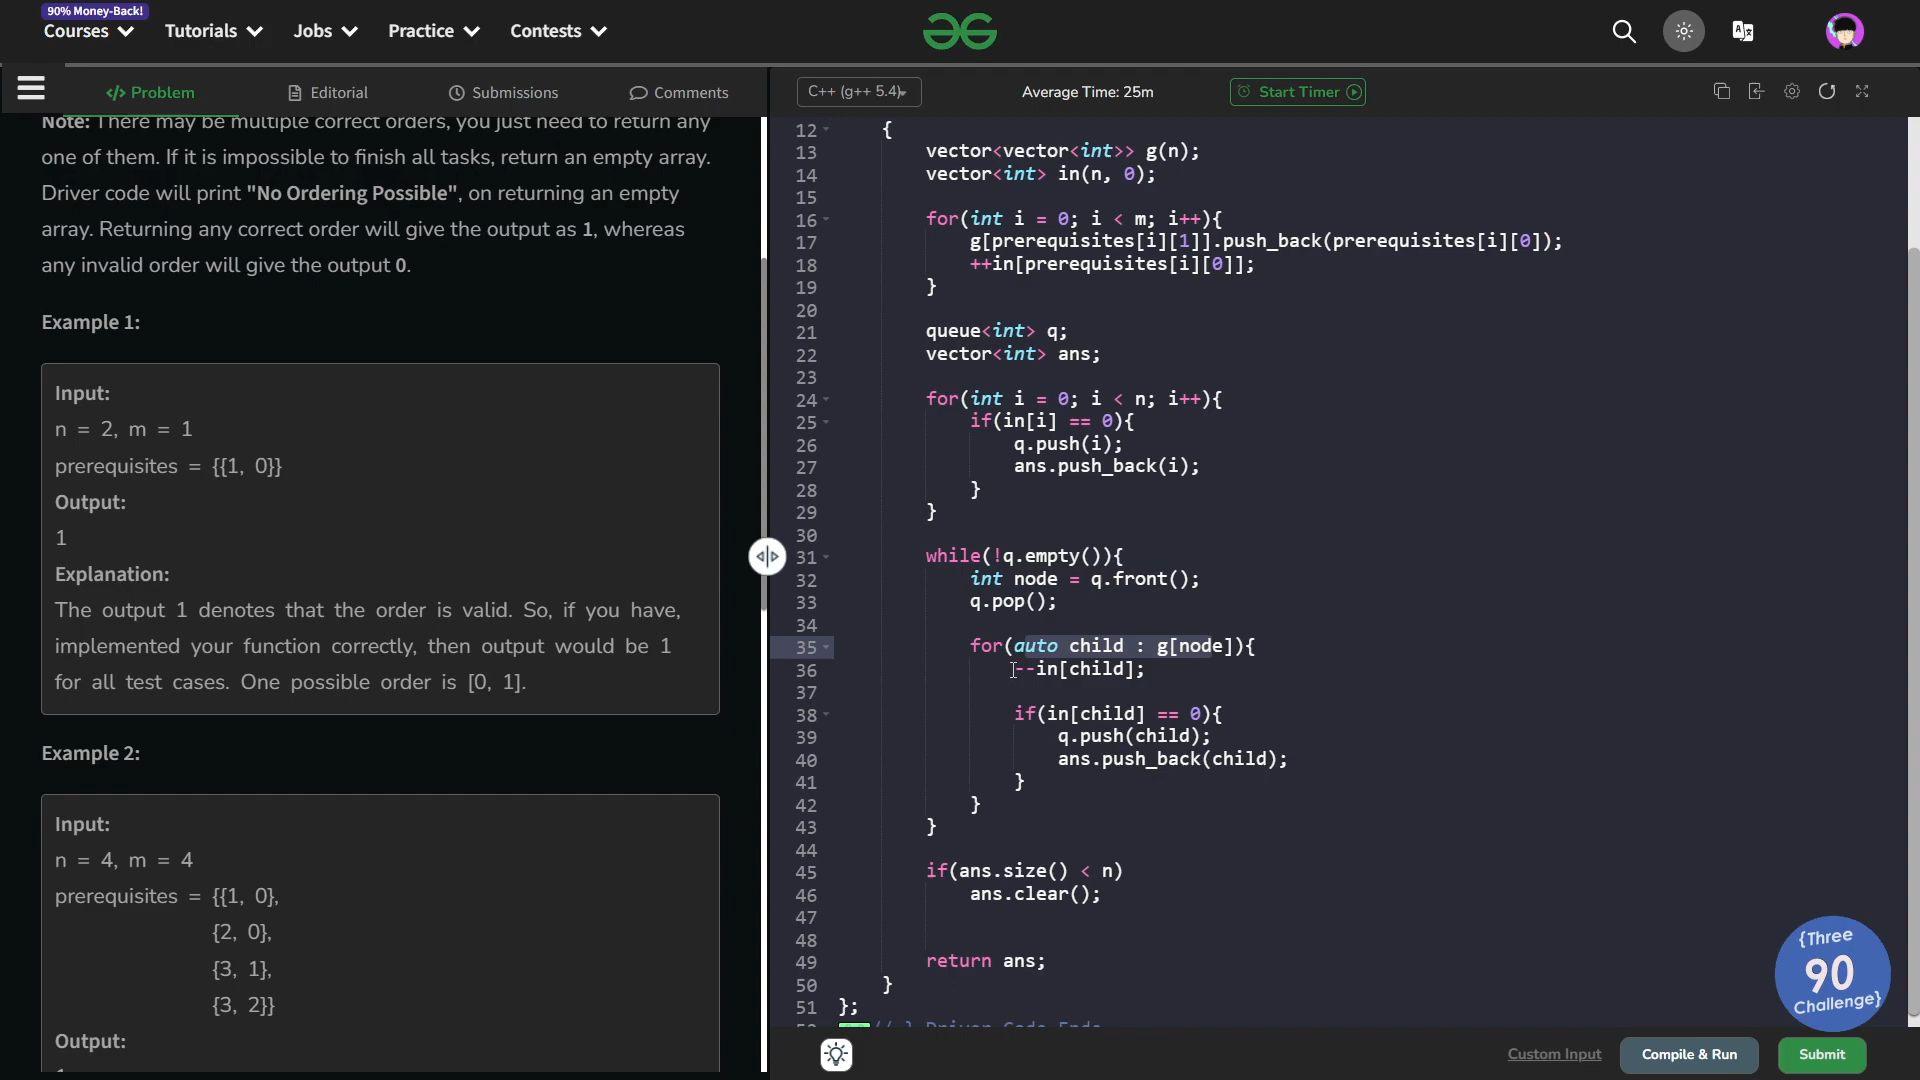 90% Money-Back!
Courses
Tutorials
Jobs
Practice
Contests
Problem
Editorial
Submissions
Comments
Note: There may be multiple correct orders, you just need to return any
one of them. If it is impossible to finish all tasks, return an empty array.
Driver code will print "No Ordering Possible", on returning an empty
array. Returning any correct order will give the output as 1, whereas
any invalid order will give the output 0.
Example 1:
Input:
n = 2, m = 1
prerequisites = {{1, 0}}
Output:
1
Explanation:
The output 1 denotes that the order is valid. So, if you have,
implemented your function correctly, then output would be 1
for all test cases. One possible order is [0, 1].
Example 2:
Input:
n = 4, m = 4
prerequisites = {{1, 0},
{2, 0},
{3, 1},
{3, 2}}
Output:
C++ (g++ 5.4)
Average Time: 25m
Start Timer
12 {
13 vector<vector<int>> g(n);
14 vector<int> in(n, 0);
15
16 for(int i = 0; i < m; i++){
17 g[prerequisites[i][1]].push_back(prerequisites[i][0]);
18 ++in[prerequisites[i][0]];
19 }
20
21 queue<int> q;
22 vector<int> ans;
23
24 for(int i = 0; i < n; i++){
25 if(in[i] == 0){
26 q.push(i);
27 ans.push_back(i);
28 }
29 }
30
31 while(!q.empty()){
32 int node = q.front();
33 q.pop();
34
35 for(auto child : g[node]){
36 --in[child];
37
38 if(in[child] == 0){
39 q.push(child);
40 ans.push_back(child);
41 }
42 }
43 }
44
45 if(ans.size() < n)
46 ans.clear();
47
48
49 return ans;
50 }
51 };
// } Driver Code Ends
{Three
90
Challenge}
Custom Input
Compile & Run
Submit